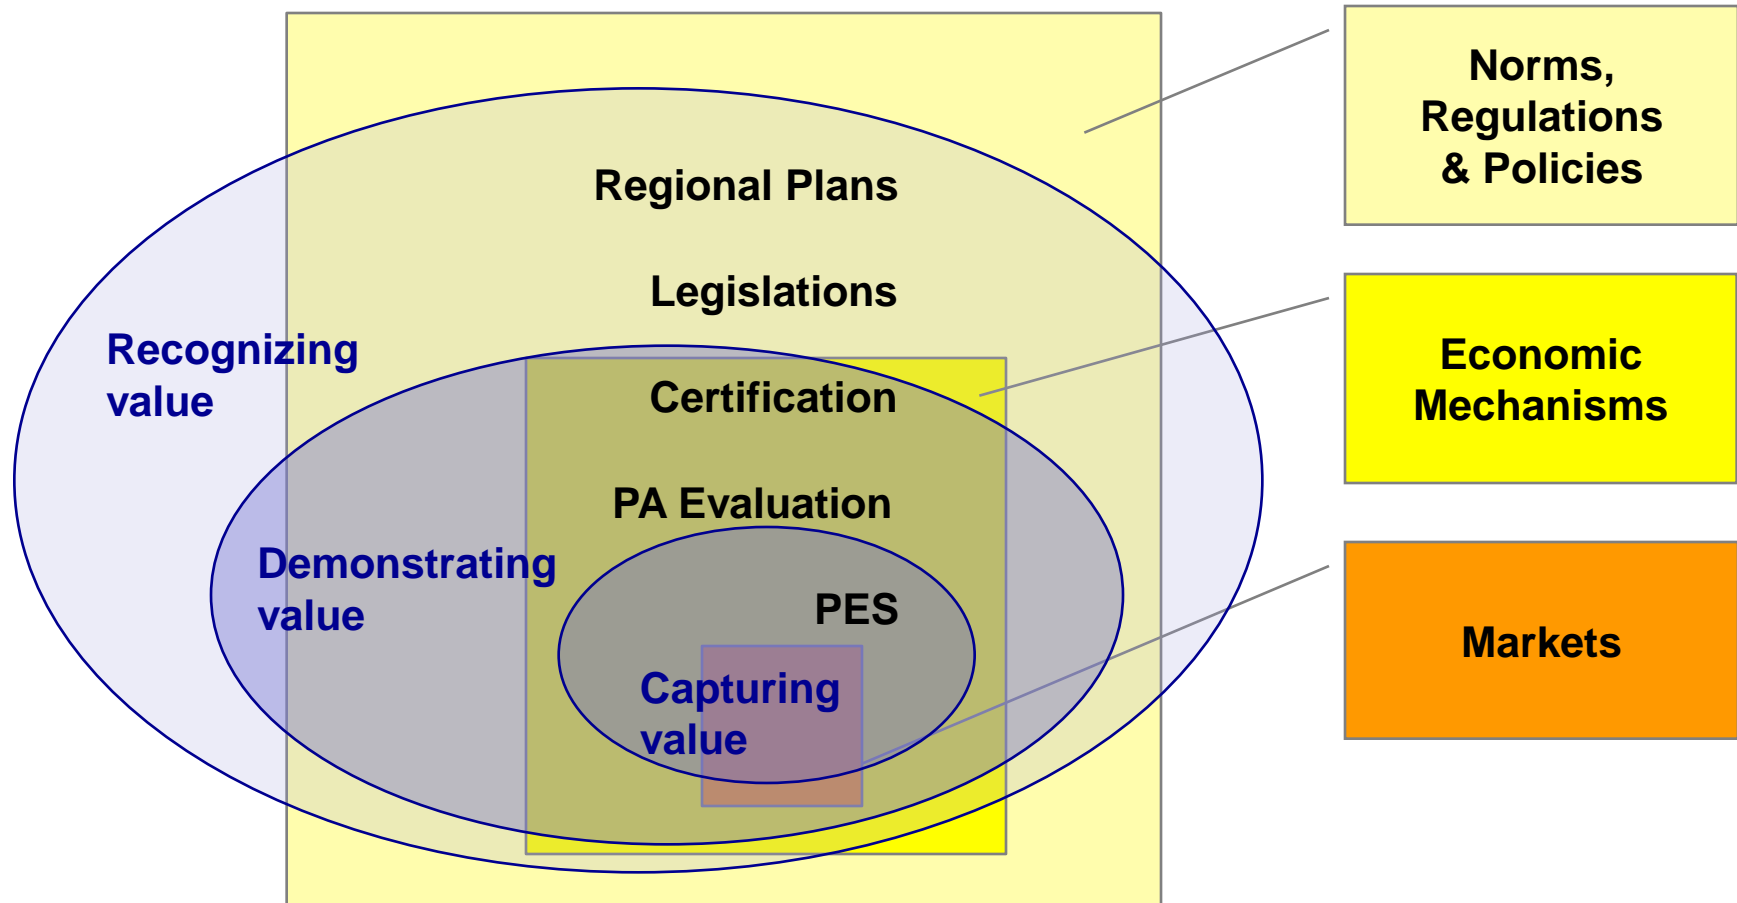 Norms,
Regulations
& Policies
Regional Plans
Legislations
Recognizing
value
Economic
Mechanisms
Certification
PA Evaluation
Demonstrating
value
PES
Markets
Capturing
value